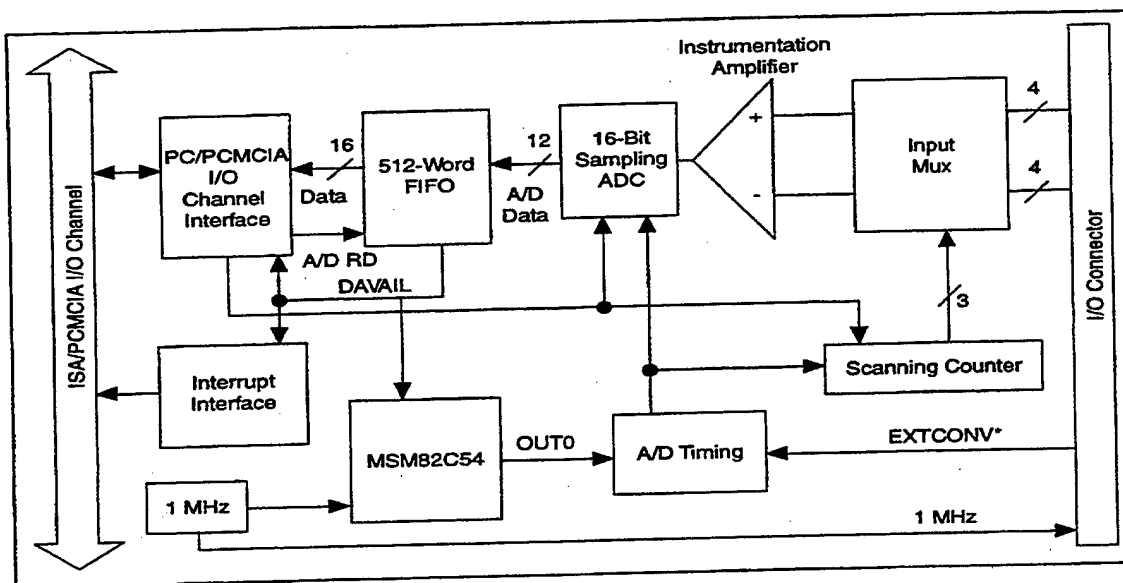 Instrumentation
Amplifier
ISA/PCMCIA I/O Channel
PC/PCMCIA
I/O
Channel
Interface
16
Data
512-Word
FIFO
12
A/D
Data
16-Bit
Sampling
ADC
+
-
Input
Mux
4
4
I/O Connector
A/D RD
DAVAIL
3
Interrupt
Interface
Scanning Counter
MSM82C54
OUT0
A/D Timing
EXTCONV*
1 MHz
1 MHz